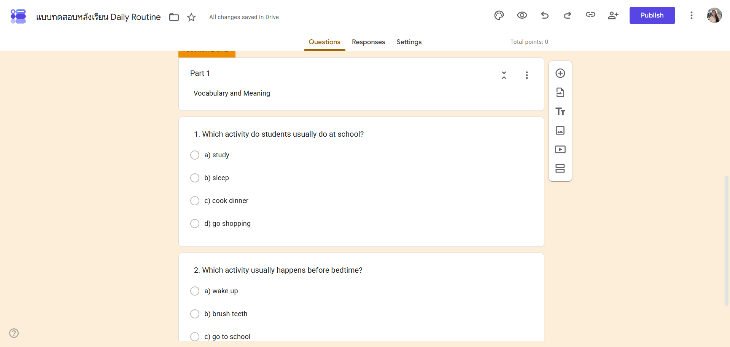 แบบทดสอบหลังเรียน Daily Routine
All changes saved in Drive
Publish
Questions
Responses
Settings
Total points: 0
Part 1
Vocabulary and Meaning
1. Which activity do students usually do at school?
a) study
b) sleep
c) cook dinner
d) go shopping
2. Which activity usually happens before bedtime?
a) wake up
b) brush teeth
c) go to school